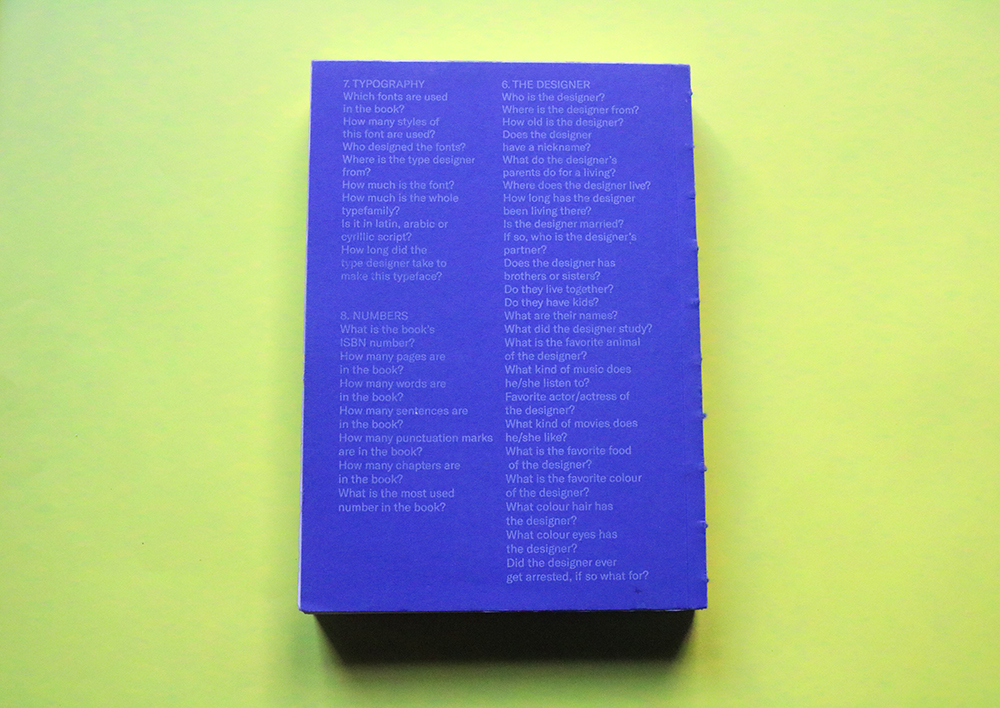 7. TYPOGRAPHY
Which fonts are used
in the book?
How many styles of
this font are used?
Who designed the fonts?
Where is the type designer
from?
How much is the font?
How much is the whole
typefamily?
Is it in latin, arabic or
cyrillic script?
How long did the
type designer take to
make this typeface?
8. NUMBERS
What is the book's
ISBN number?
How many pages are
in the book?
How many words are
in the book?
How many sentences are
in the book?
How many punctuation marks
are in the book?
How many chapters are
in the book?
What is the most used
number in the book?
6. THE DESIGNER
Who is the designer?
Where is the designer from?
How old is the designer?
Does the designer
have a nickname?
What do the designer's
parents do for a living?
Where does the designer live?
How long has the designer
been living there?
Is the designer married?
If so, who is the designer's
partner?
Does the designer has
brothers or sisters?
Do they live together?
Do they have kids?
What are their names?
What did the designer study?
What is the favorite animal
of the designer?
What kind of music does
he/she listen to?
Favorite actor/actress of
the designer?
What kind of movies does
he/she like?
What is the favorite food
of the designer?
What is the favorite colour
of the designer?
What colour hair has
the designer?
What colour eyes has
the designer?
Did the designer ever
get arrested, if so what for?